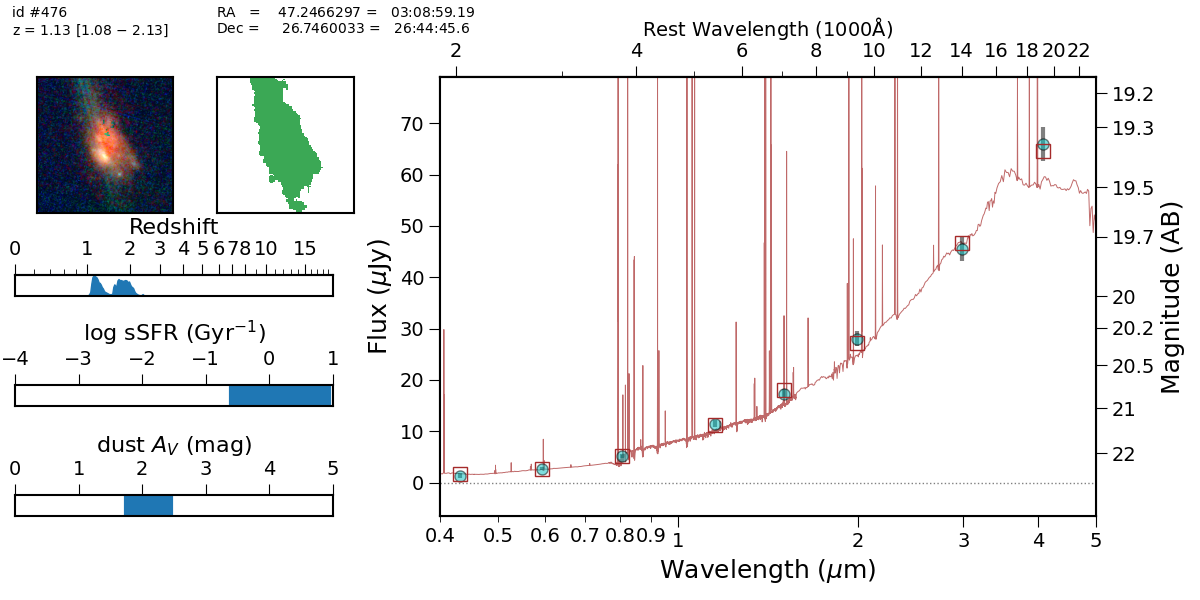 id #476
z = 1.13 [1.08 − 2.13]
RA = 47.2466297 = 03:08:59.19
Dec = 26.7460033 = 26:44:45.6
Redshift
0 1 2 3 4 5 6 7 8 10 15
log sSFR (Gyr⁻¹)
−4 −3 −2 −1 0 1
dust A_V (mag)
0 1 2 3 4 5
Rest Wavelength (1000Å)
2 4 6 8 10 12 14 16 18 20 22
Flux (μJy)
70
60
50
40
30
20
10
0
0.4 0.5 0.6 0.7 0.8 0.9 1 2 3 4 5
Wavelength (μm)
19.2
19.3
19.5
19.7
20
20.2
20.5
21
22
Magnitude (AB)